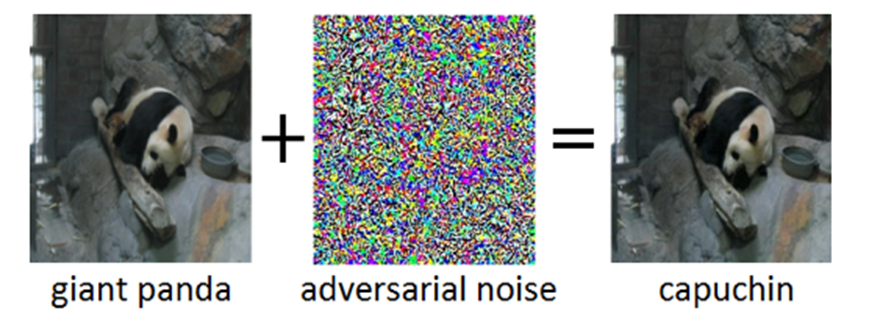 +
=
giant panda
adversarial noise
capuchin